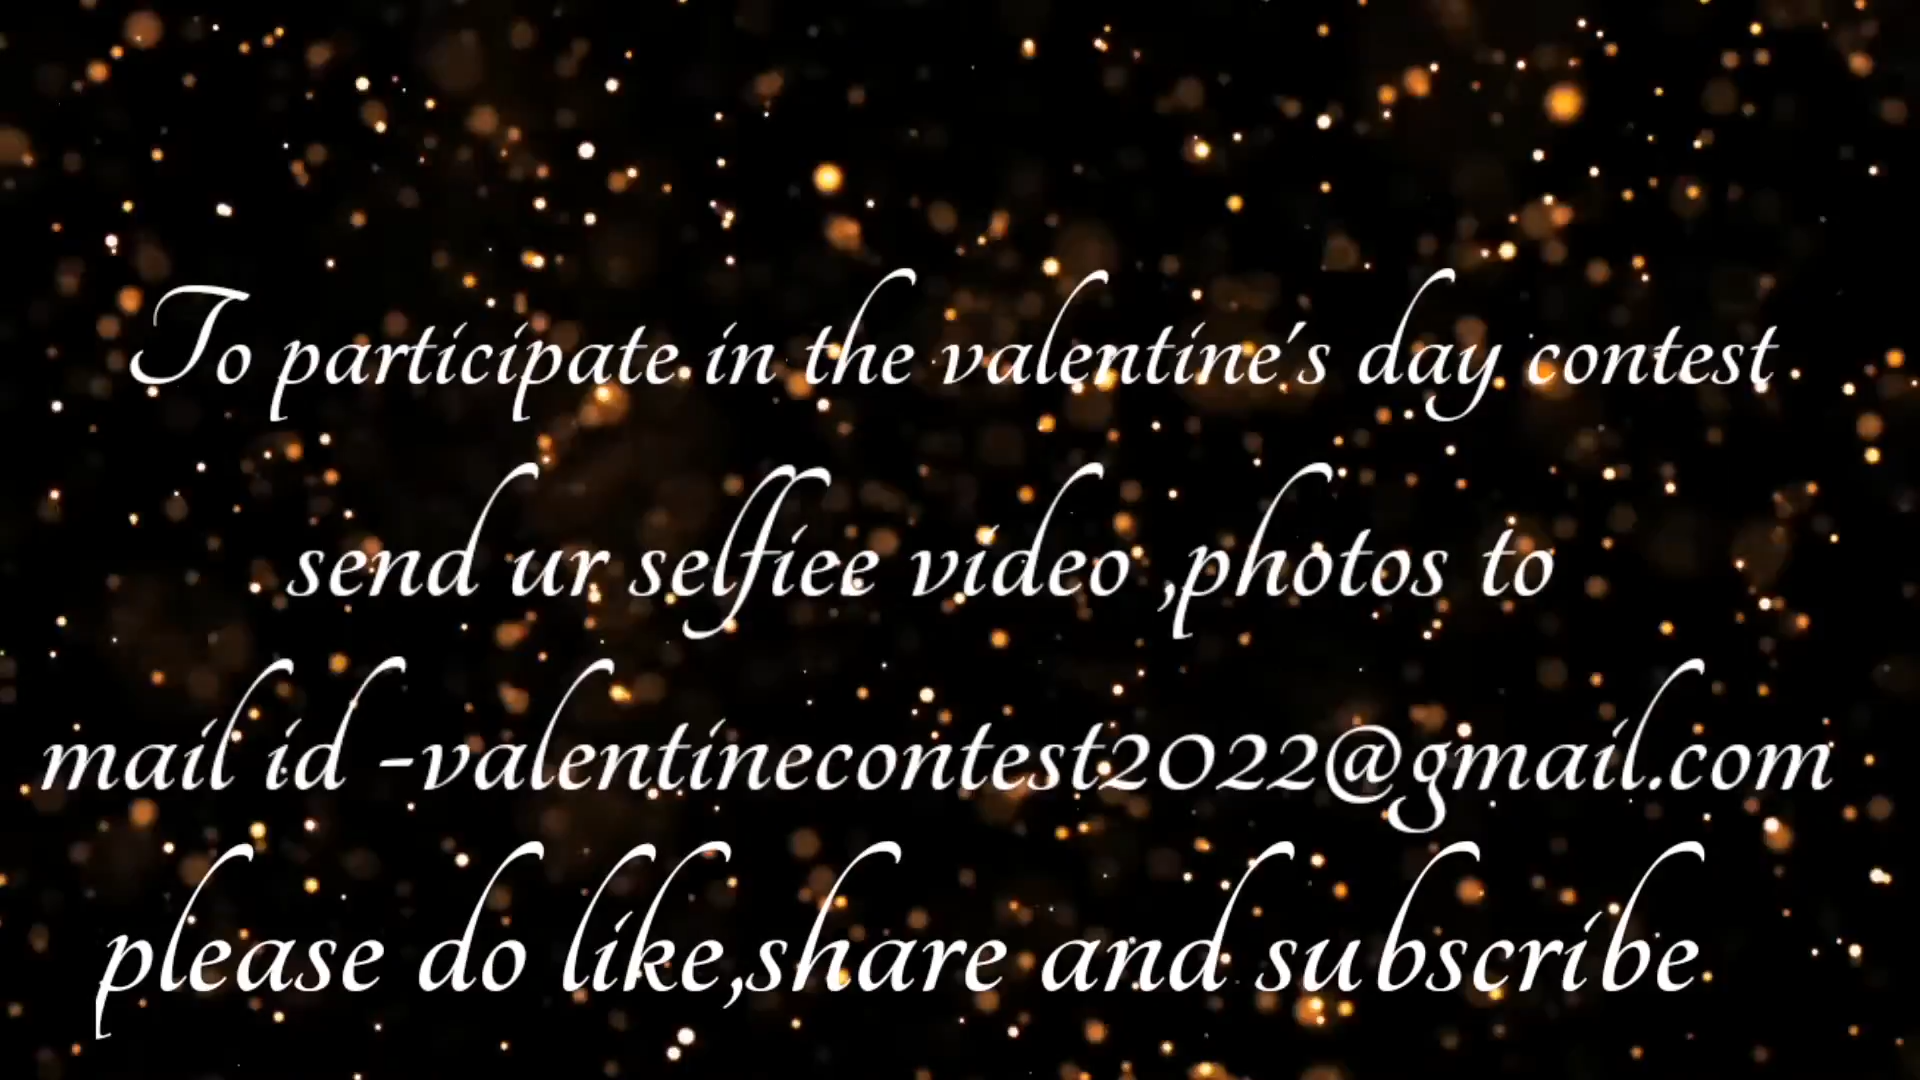 To participate in the valentine's day contest
send ur selfiee video ,photos to
mail id -valentinecontest2022@gmail.com
please do like,share and subscribe